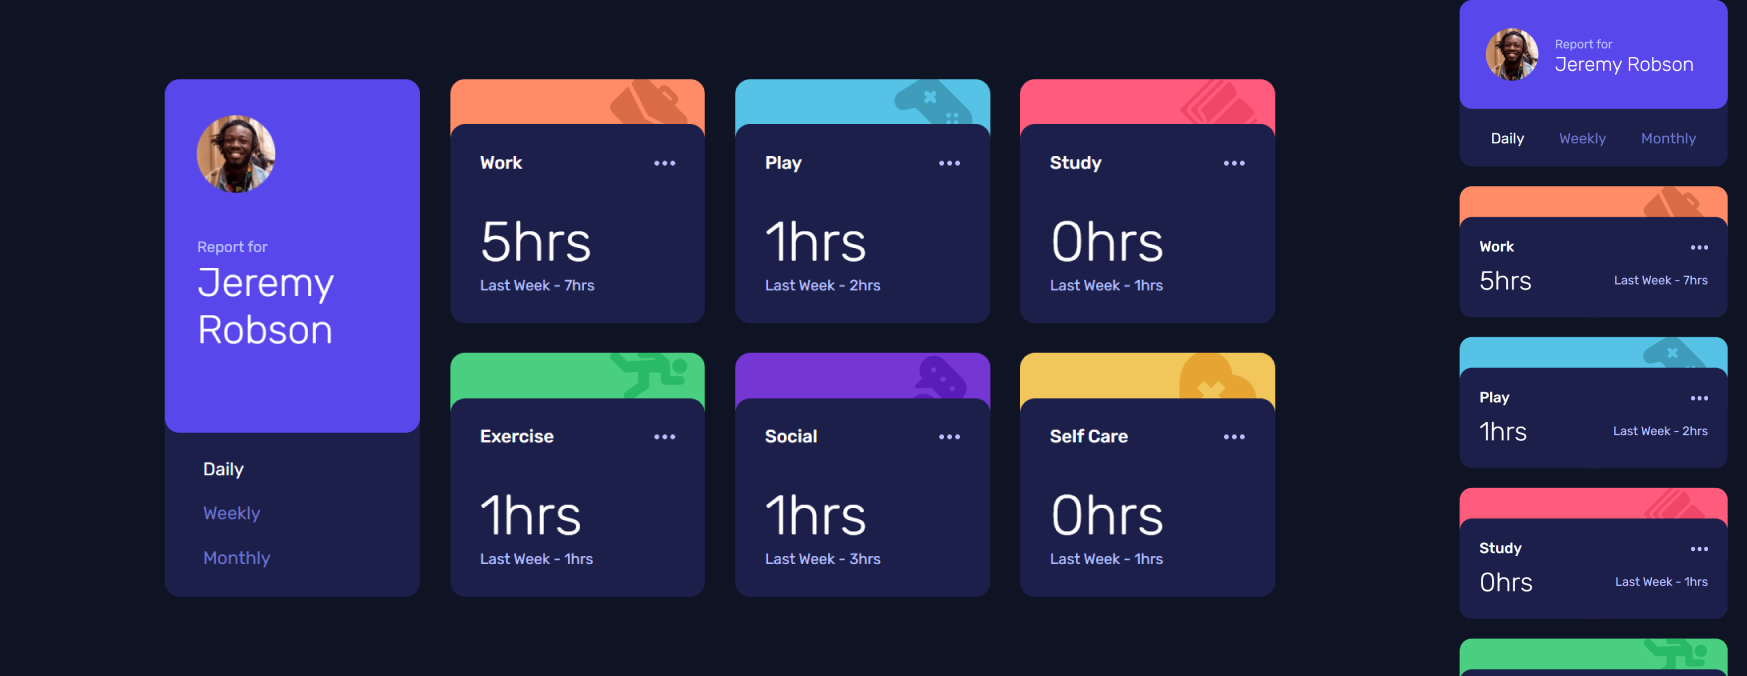 Report for
Jeremy
Robson
Daily
Weekly
Monthly
Work
5hrs
Last Week - 7hrs
Play
1hrs
Last Week - 2hrs
Study
0hrs
Last Week - 1hrs
Exercise
1hrs
Last Week - 1hrs
Social
1hrs
Last Week - 3hrs
Self Care
0hrs
Last Week - 1hrs
Report for
Jeremy Robson
Daily Weekly Monthly
Work
5hrs Last Week - 7hrs
Play
1hrs Last Week - 2hrs
Study
0hrs Last Week - 1hrs